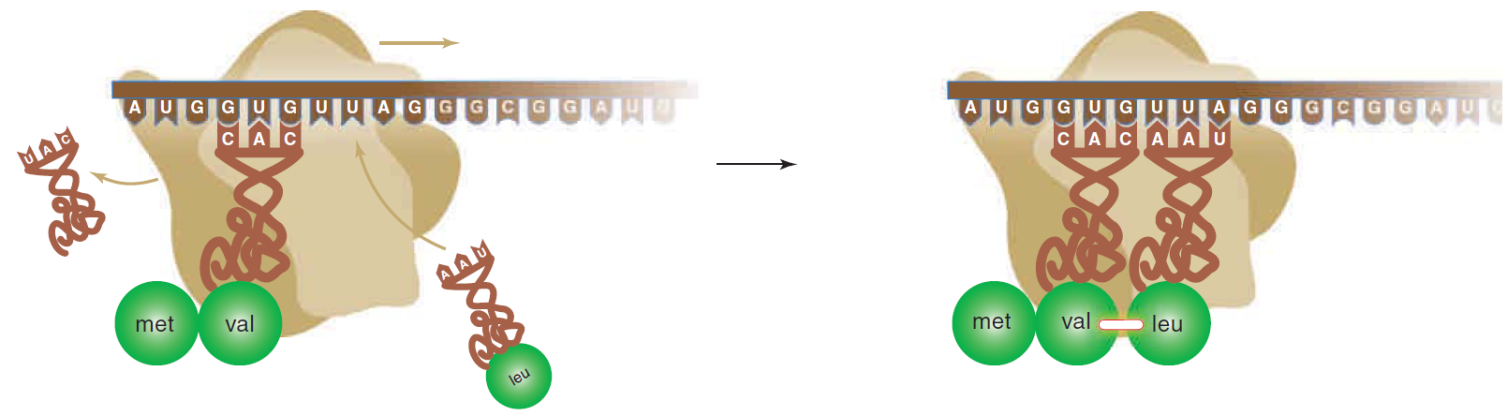 A U G G U G U U A G G G C G G A U
C A C
U A C
met val
A A U
leu
A U G G U G U U A G G G C G G A U
C A C A A U
met val leu